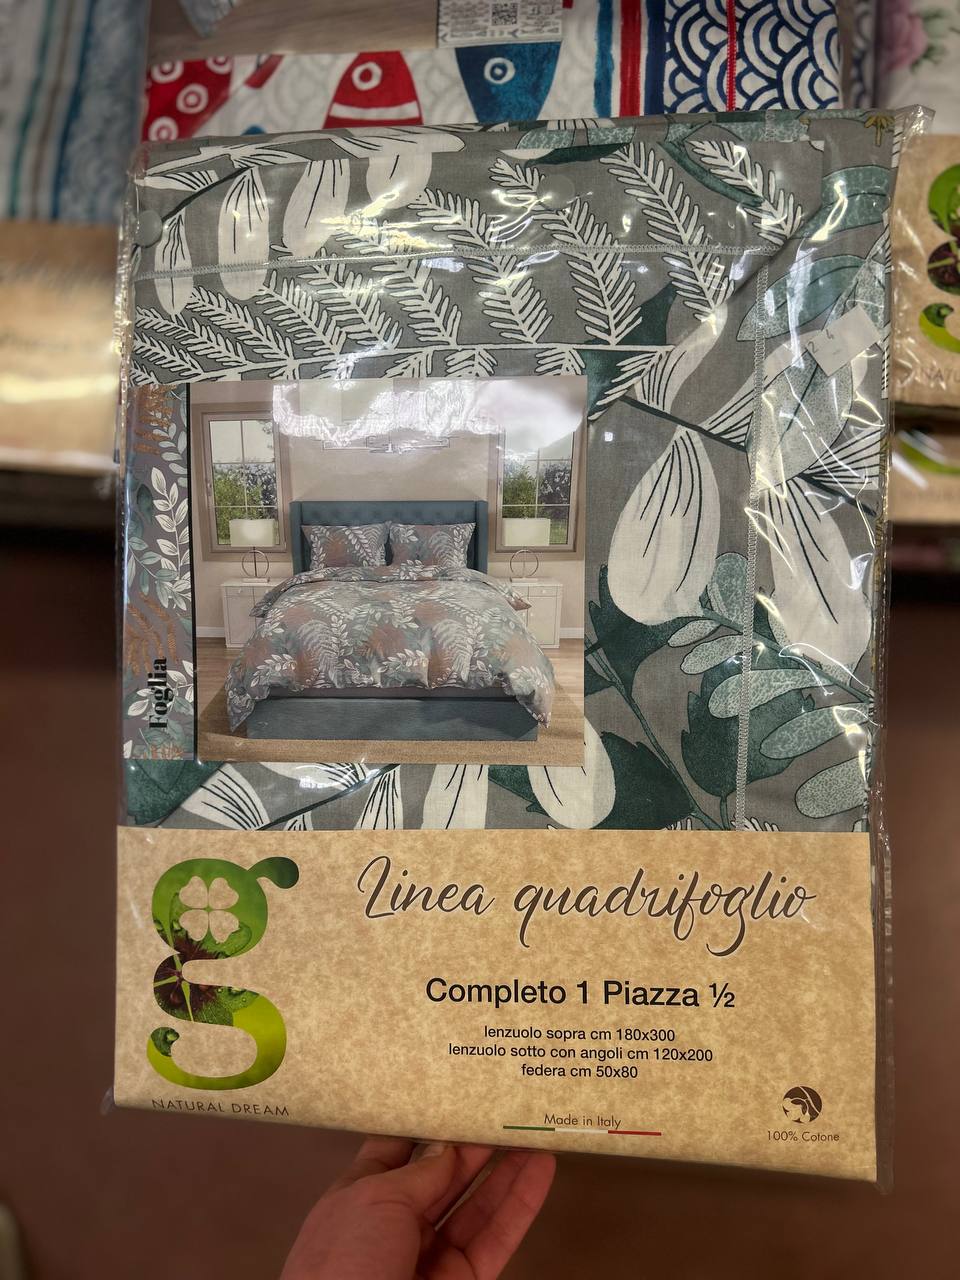 Foglia
Linea quadrifoglio
Completo 1 Piazza ½
lenzuolo sopra cm 180x300
lenzuolo sotto con angoli cm 120x200
federa cm 50x80
NATURAL DREAM
Made in Italy
100% Cotone